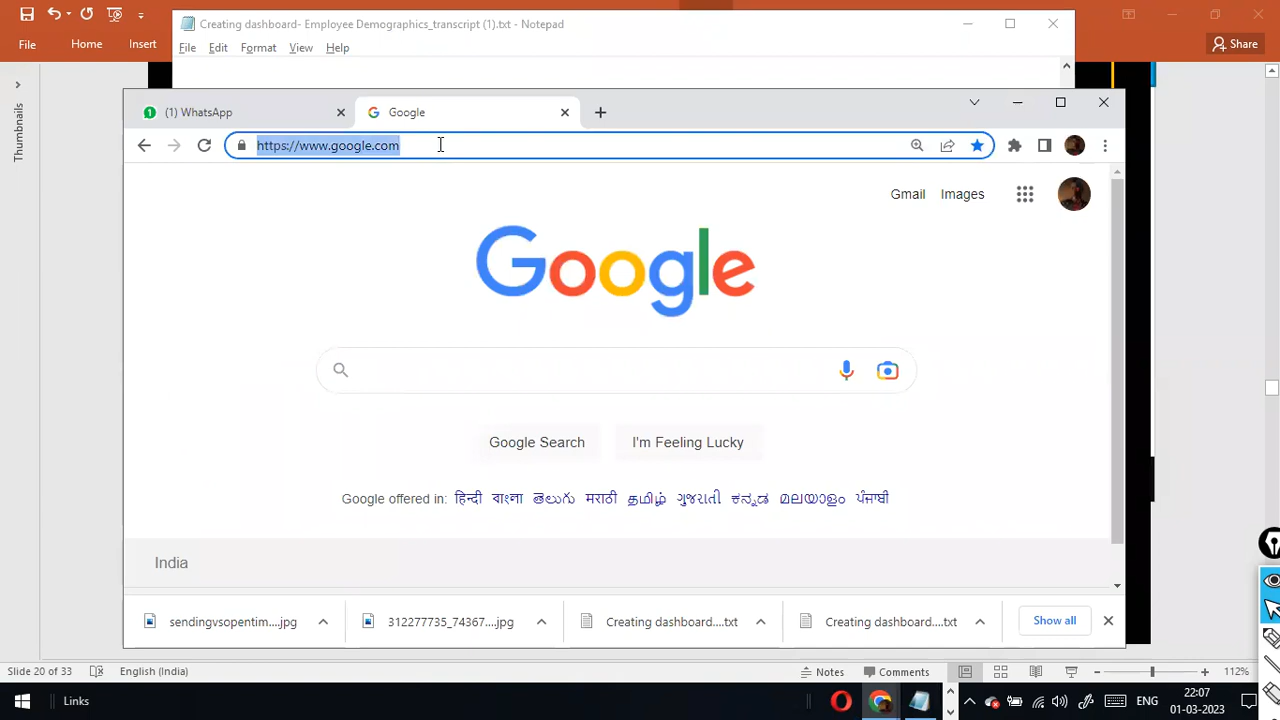 Creating dashboard- Employee Demographics_transcript (1).txt - Notepad
File Home Insert
Share
File Edit Format View Help
Thumbnails
(1) WhatsApp
Google
https://www.google.com
Gmail Images
Google
Google Search
I'm Feeling Lucky
Google offered in: हिन्दी বাংলা తెలుగు मराठी தமிழ் ગુજરાતી ಕನ್ನಡ മലയാളം ਪੰਜਾਬੀ
India
sendingvsopentim....jpg
312277735_74367....jpg
Creating dashboard....txt
Creating dashboard....txt
Show all
Slide 20 of 33
English (India)
Notes
Comments
112%
Links
ENG
22:07
01-03-2023